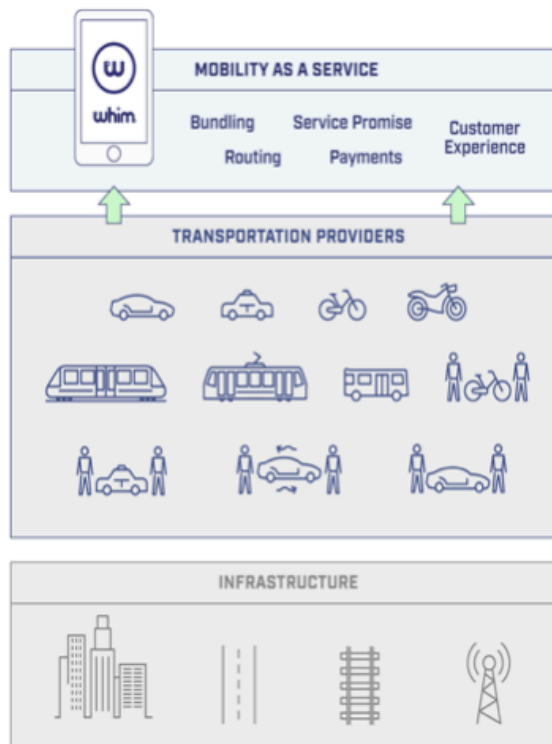 MOBILITY AS A SERVICE
whim
Bundling
Service Promise
Customer
Experience
Routing
Payments
TRANSPORTATION PROVIDERS
T
T
INFRASTRUCTURE